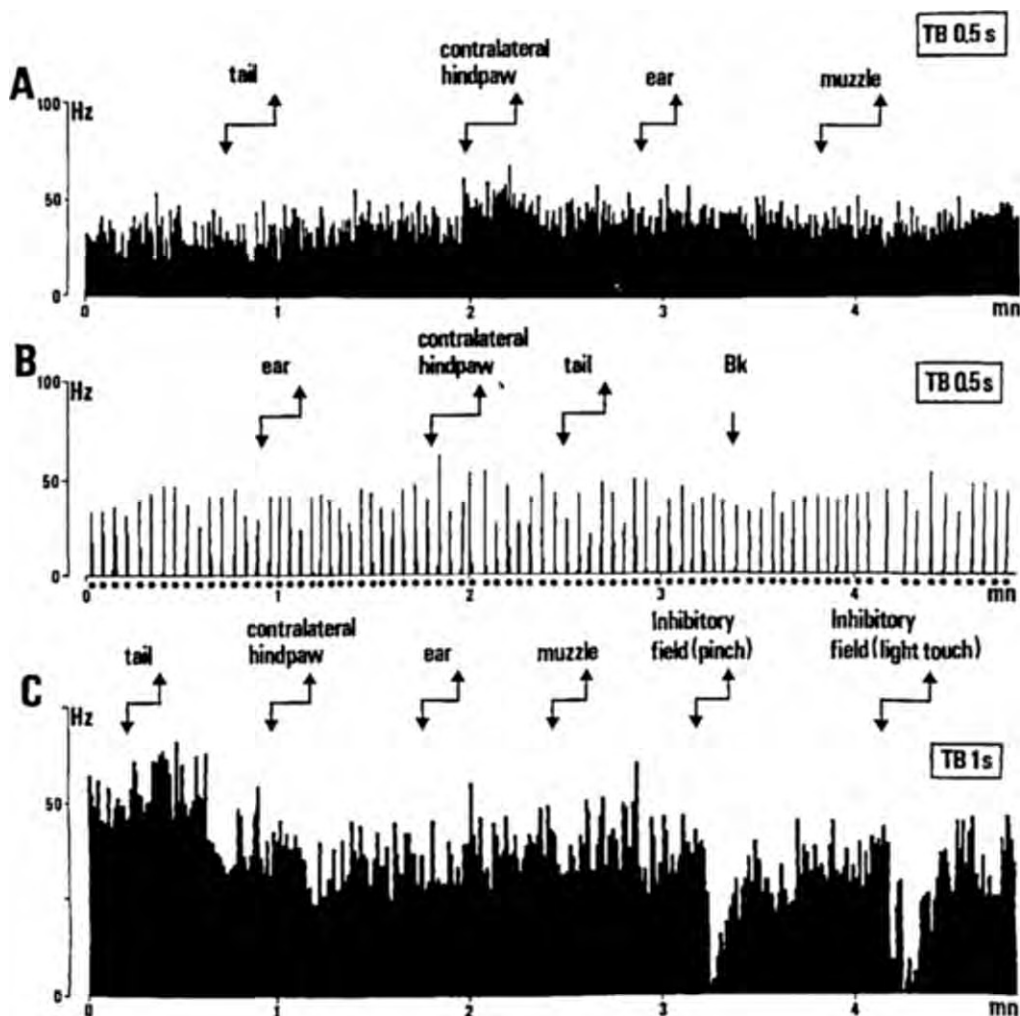 TB 0.5 s
A
contralateral
hindpaw
tail
ear
muzzle
100
Hz
50
0
0 1 2 3 4 mn
B
contralateral
hindpaw
ear
tail
Bk
TB 0.5 s
100
Hz
50
0
0 1 2 3 4 mn
C
tail
contralateral
hindpaw
ear
muzzle
Inhibitory
field (pinch)
Inhibitory
field (light touch)
Hz
TB 1 s
50
0
0 1 2 3 4 mn